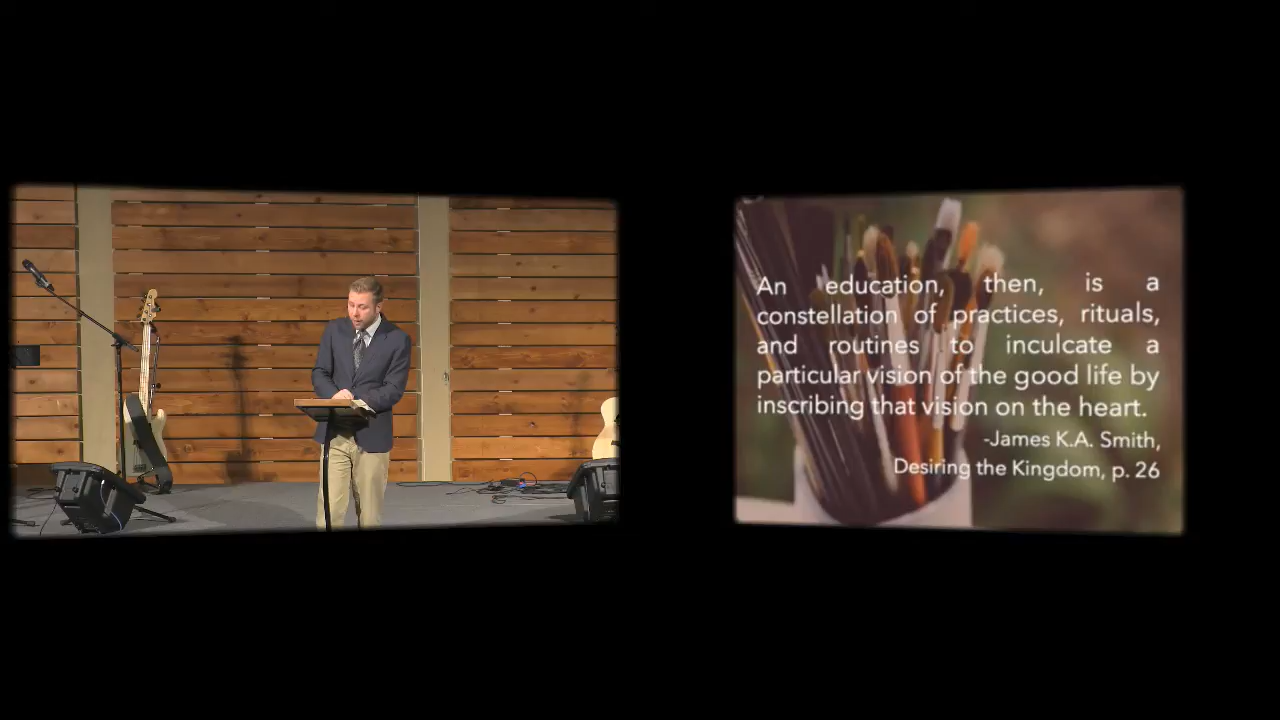 An education, then, is a
constellation of practices, rituals,
and routines to inculcate a
particular vision of the good life by
inscribing that vision on the heart.
-James K.A. Smith,
Desiring the Kingdom, p. 26